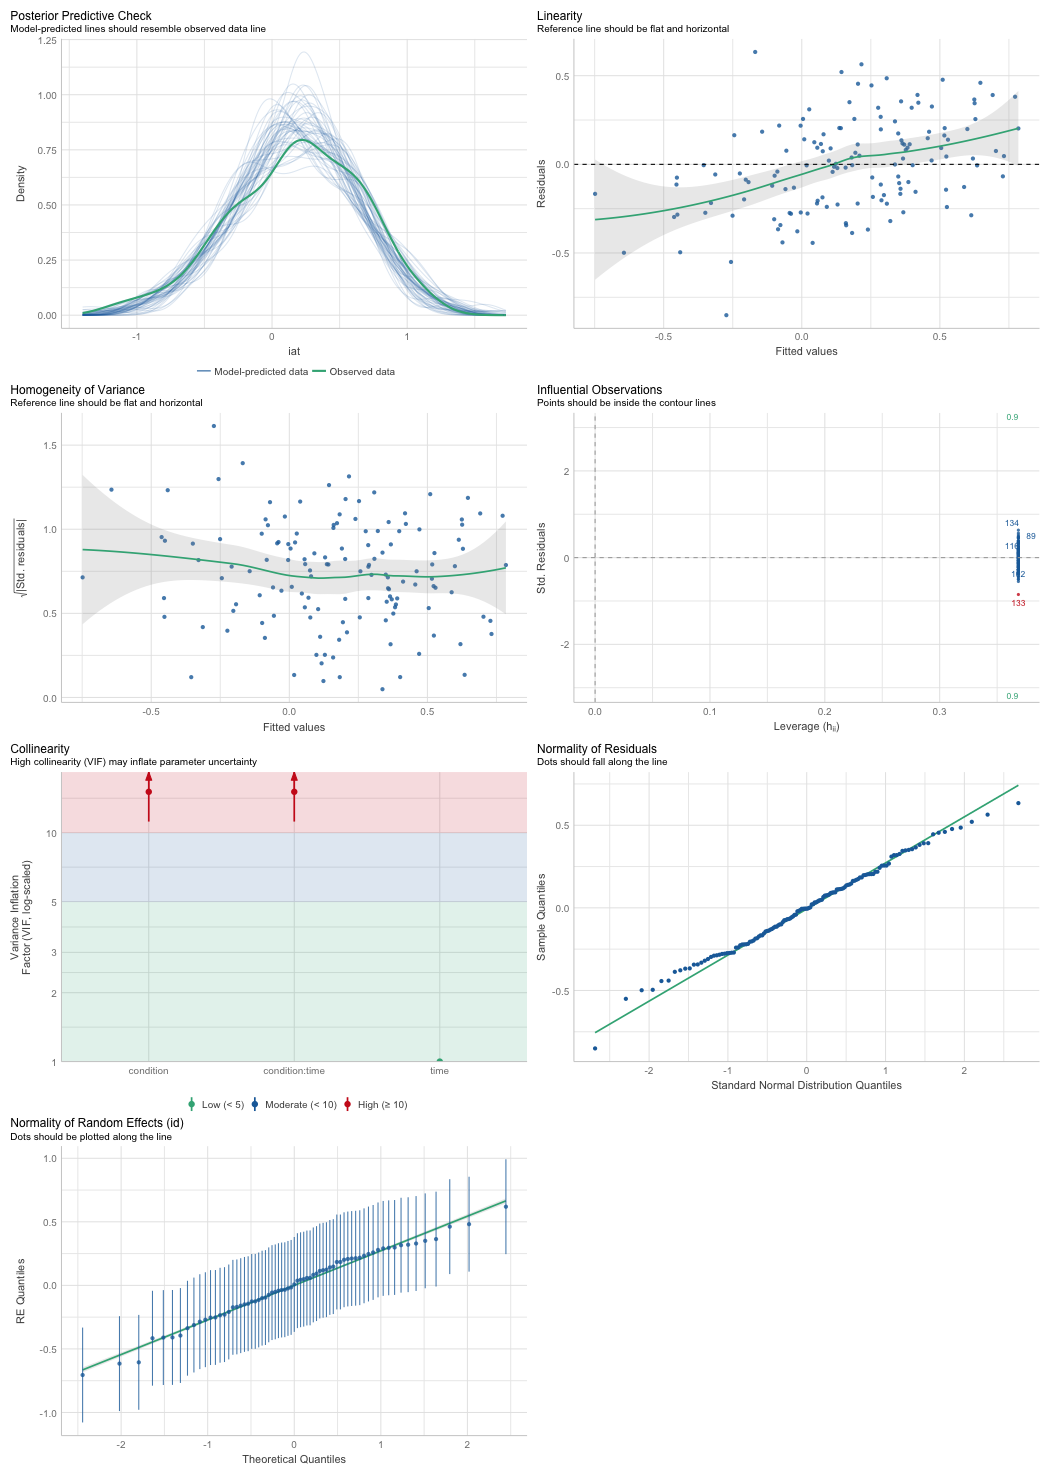 Posterior Predictive Check
Model-predicted lines should resemble observed data line
1.25
1.00
0.75
0.50
0.25
0.00
Density
-1
0
1
iat
Model-predicted data
Observed data
Linearity
Reference line should be flat and horizontal
0.5
0.0
-0.5
Residuals
-0.5
0.0
0.5
Fitted values
Homogeneity of Variance
Reference line should be flat and horizontal
1.5
1.0
0.5
0.0
√|Std. residuals|
-0.5
0.0
0.5
Fitted values
Influential Observations
Points should be inside the contour lines
0.9
2
0
-2
Std. Residuals
134
89
116
162
133
0.9
0.0
0.1
0.2
0.3
Leverage (hᵢᵢ)
Collinearity
High collinearity (VIF) may inflate parameter uncertainty
10
5
3
2
1
Variance Inflation
Factor (VIF, log-scaled)
condition
condition:time
time
Low (< 5)
Moderate (< 10)
High (≥ 10)
Normality of Residuals
Dots should fall along the line
0.5
0.0
-0.5
Sample Quantiles
-2
-1
0
1
2
Standard Normal Distribution Quantiles
Normality of Random Effects (id)
Dots should be plotted along the line
1.0
0.5
0.0
-0.5
-1.0
RE Quantiles
-2
-1
0
1
2
Theoretical Quantiles